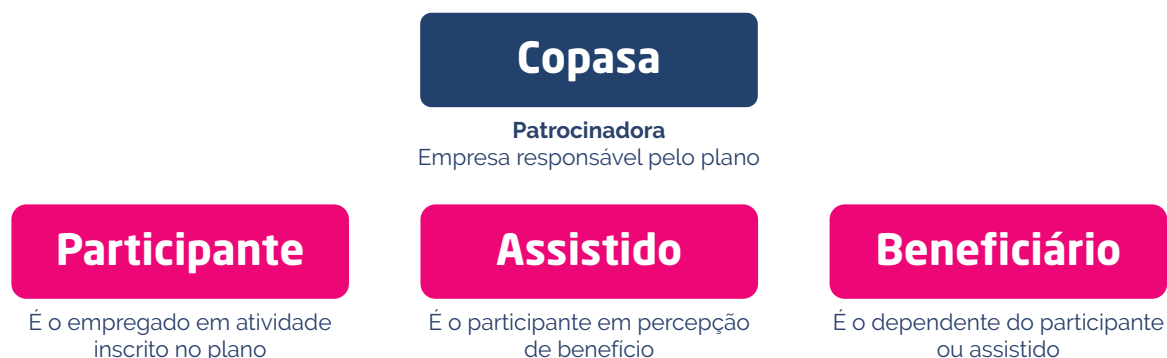 Copasa
Patrocinadora
Empresa responsável pelo plano
Participante
É o empregado em atividade
inscrito no plano
Assistido
É o participante em percepção
de benefício
Beneficiário
É o dependente do participante
ou assistido